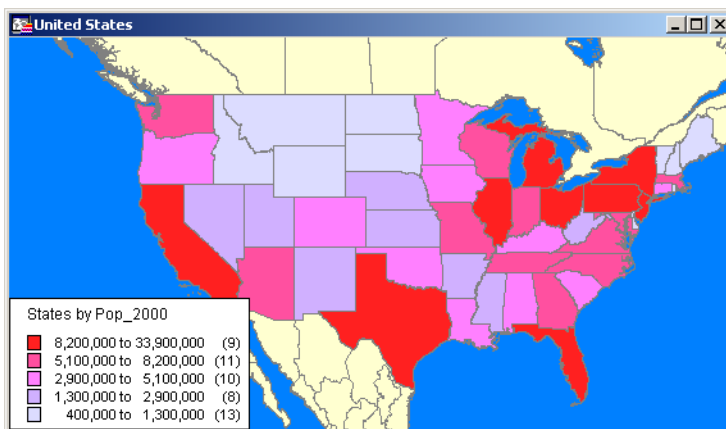 United States
States by Pop_2000
8,200,000 to 33,900,000 (9)
5,100,000 to 8,200,000 (11)
2,900,000 to 5,100,000 (10)
1,300,000 to 2,900,000 (8)
400,000 to 1,300,000 (13)